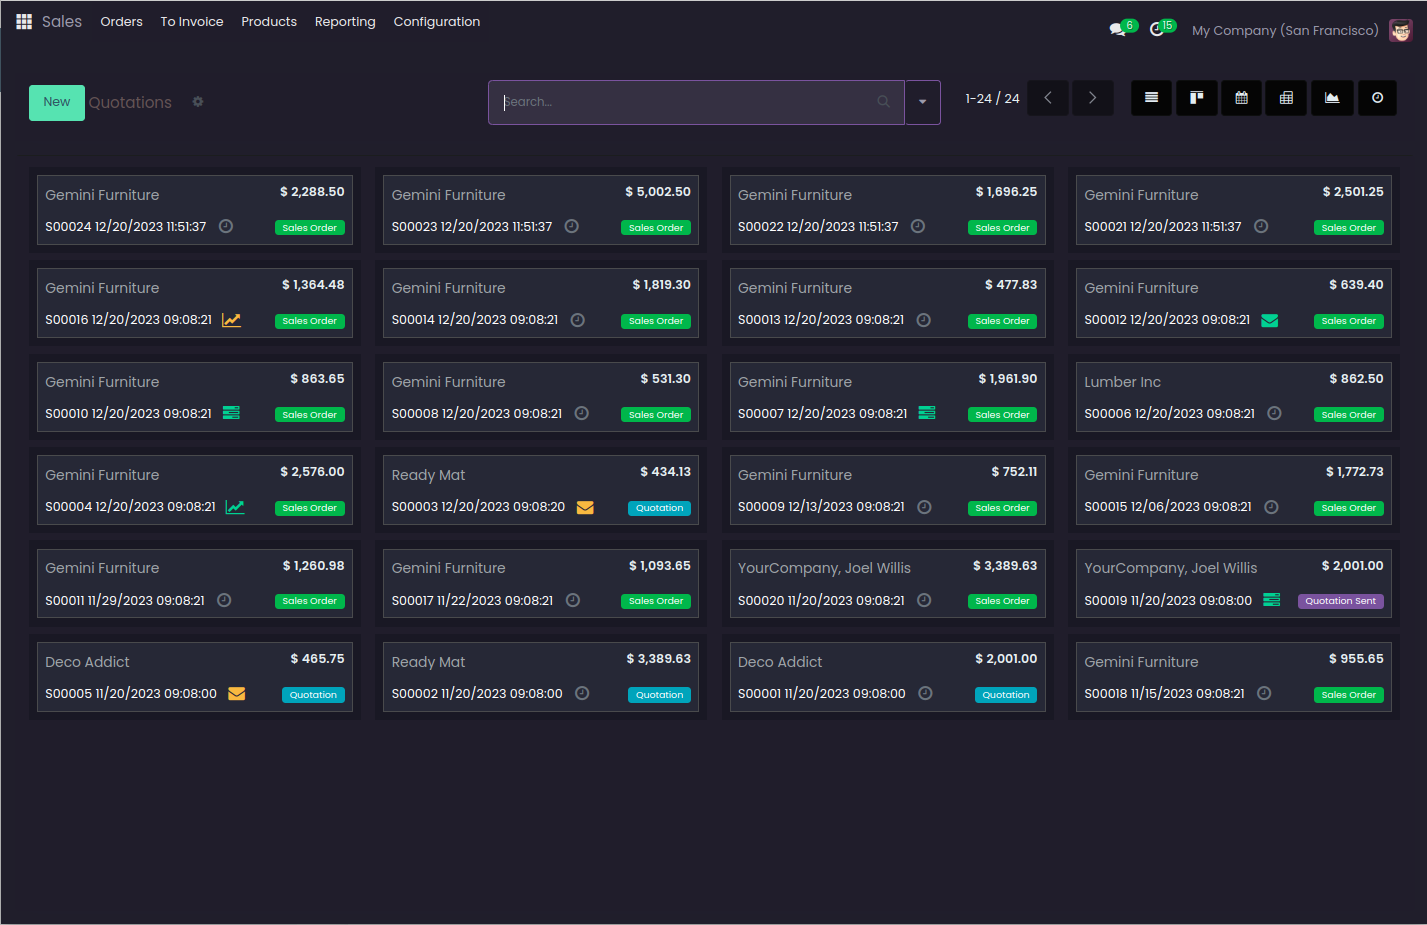 Sales Orders To Invoice Products Reporting Configuration
6 15 My Company (San Francisco)
New Quotations Search... 1-24 / 24
Gemini Furniture $ 2,288.50
S00024 12/20/2023 11:51:37 Sales Order
Gemini Furniture $ 5,002.50
S00023 12/20/2023 11:51:37 Sales Order
Gemini Furniture $ 1,696.25
S00022 12/20/2023 11:51:37 Sales Order
Gemini Furniture $ 2,501.25
S00021 12/20/2023 11:51:37 Sales Order
Gemini Furniture $ 1,364.48
S00016 12/20/2023 09:08:21 Sales Order
Gemini Furniture $ 1,819.30
S00014 12/20/2023 09:08:21 Sales Order
Gemini Furniture $ 477.83
S00013 12/20/2023 09:08:21 Sales Order
Gemini Furniture $ 639.40
S00012 12/20/2023 09:08:21 Sales Order
Gemini Furniture $ 863.65
S00010 12/20/2023 09:08:21 Sales Order
Gemini Furniture $ 531.30
S00008 12/20/2023 09:08:21 Sales Order
Gemini Furniture $ 1,961.90
S00007 12/20/2023 09:08:21 Sales Order
Lumber Inc $ 862.50
S00006 12/20/2023 09:08:21 Sales Order
Gemini Furniture $ 2,576.00
S00004 12/20/2023 09:08:21 Sales Order
Ready Mat $ 434.13
S00003 12/20/2023 09:08:20 Quotation
Gemini Furniture $ 752.11
S00009 12/13/2023 09:08:21 Sales Order
Gemini Furniture $ 1,772.73
S00015 12/06/2023 09:08:21 Sales Order
Gemini Furniture $ 1,260.98
S00011 11/29/2023 09:08:21 Sales Order
Gemini Furniture $ 1,093.65
S00017 11/22/2023 09:08:21 Sales Order
YourCompany, Joel Willis $ 3,389.63
S00020 11/20/2023 09:08:21 Sales Order
YourCompany, Joel Willis $ 2,001.00
S00019 11/20/2023 09:08:00 Quotation Sent
Deco Addict $ 465.75
S00005 11/20/2023 09:08:00 Quotation
Ready Mat $ 3,389.63
S00002 11/20/2023 09:08:00 Quotation
Deco Addict $ 2,001.00
S00001 11/20/2023 09:08:00 Quotation
Gemini Furniture $ 955.65
S00018 11/15/2023 09:08:21 Sales Order